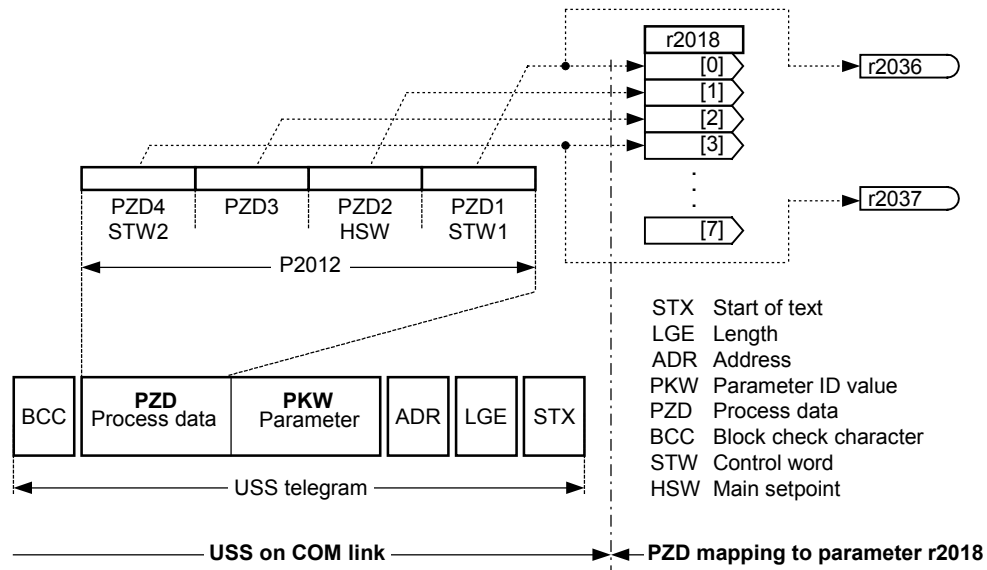 r2018
[0]
r2036
[1]
[2]
[3]
PZD4 PZD3 PZD2 PZD1
STW2 HSW STW1
.
.
.
r2037
[7]
P2012
STX Start of text
LGE Length
ADR Address
PKW Parameter ID value
PZD Process data
BCC Block check character
STW Control word
HSW Main setpoint
BCC
PZD
Process data
PKW
Parameter
ADR
LGE
STX
USS telegram
USS on COM link
PZD mapping to parameter r2018